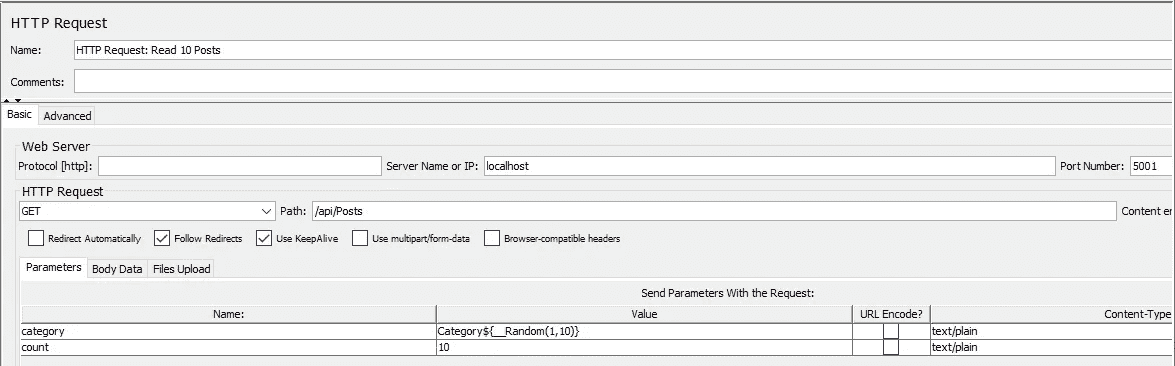 HTTP Request
Name: HTTP Request: Read 10 Posts
Comments:
Basic Advanced
Web Server
Protocol [http]: Server Name or IP: localhost Port Number: 5001
HTTP Request
GET Path: /api/Posts Content en
Redirect Automatically Follow Redirects Use KeepAlive Use multipart/form-data Browser-compatible headers
Parameters Body Data Files Upload
Send Parameters With the Request:
Name: Value URL Encode? Content-Type
category Category${__Random(1,10)} text/plain
count 10 text/plain